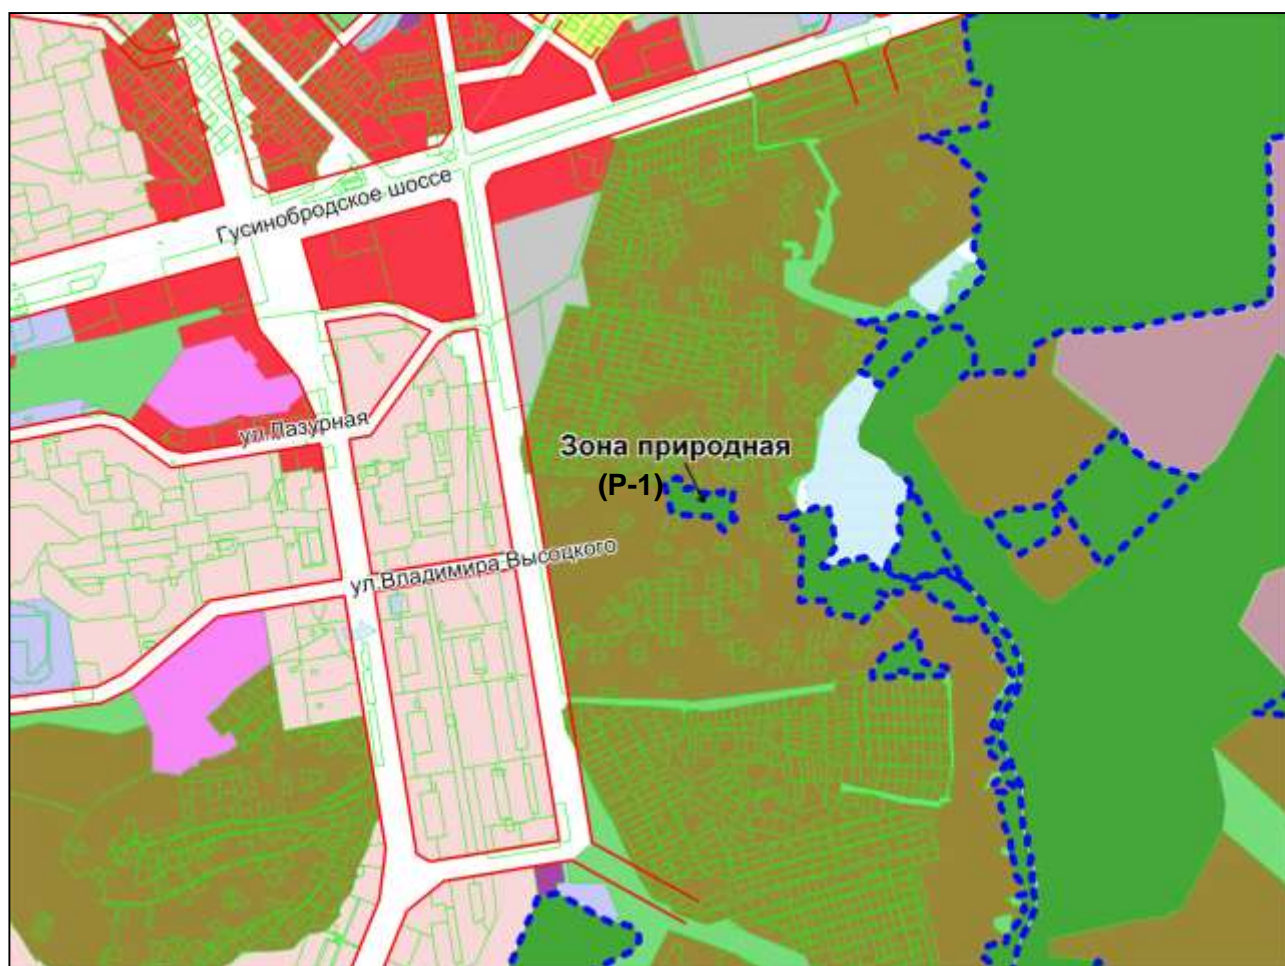 Гусинобродское шоссе
ул.Лазурная
Зона природная
(Р-1)
ул.Владимира Высоцкого